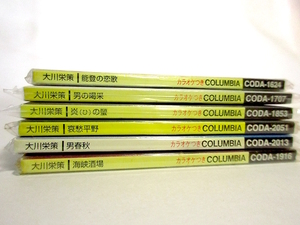 大川栄策 能登の恋歌 カラオケつき COLUMBIA CODA-1634
大川栄策 男の喝采 カラオケつき COLUMBIA CODA-1707
大川栄策 炎(ひ)の螢 カラオケつき COLUMBIA CODA-1853
大川栄策 哀愁平野 カラオケつき COLUMBIA CODA-2051
大川栄策 男春秋 カラオケつき COLUMBIA CODA-2013
大川栄策 海峡酒場 カラオケつき COLUMBIA CODA-1916